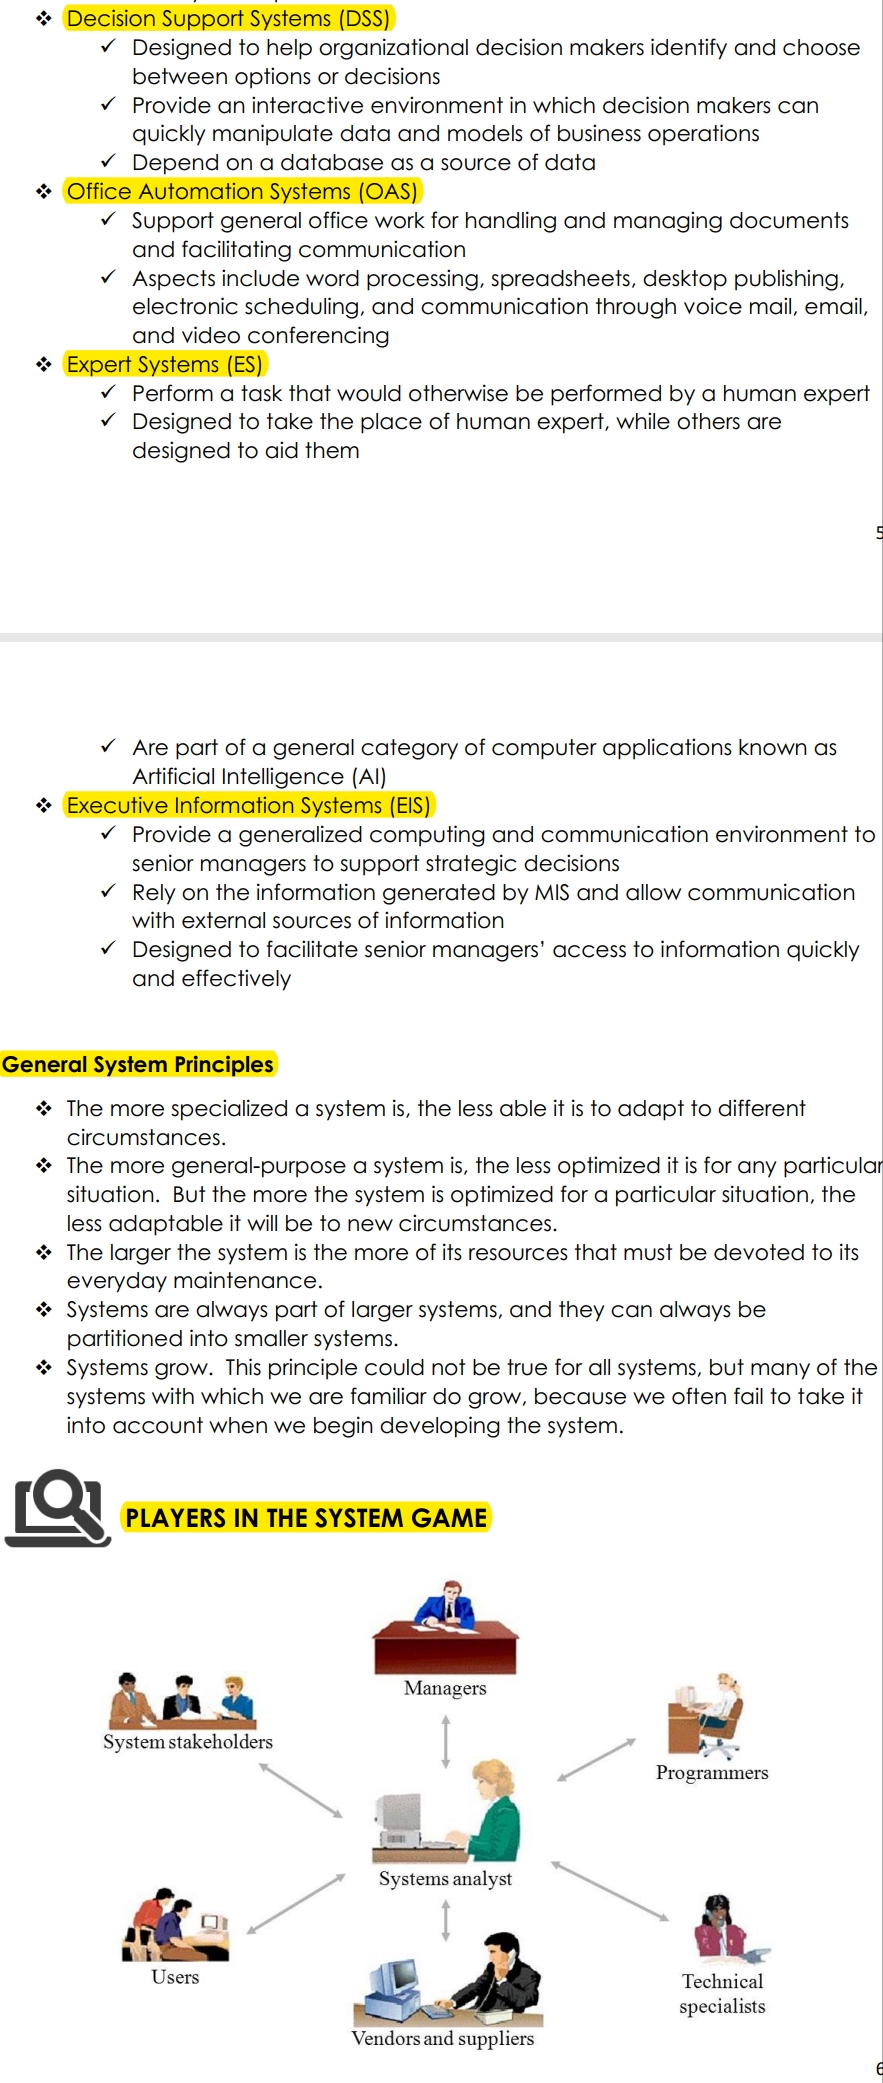 ❖ Decision Support Systems (DSS)
✓ Designed to help organizational decision makers identify and choose
between options or decisions
✓ Provide an interactive environment in which decision makers can
quickly manipulate data and models of business operations
✓ Depend on a database as a source of data
❖ Office Automation Systems (OAS)
✓ Support general office work for handling and managing documents
and facilitating communication
✓ Aspects include word processing, spreadsheets, desktop publishing,
electronic scheduling, and communication through voice mail, email,
and video conferencing
❖ Expert Systems (ES)
✓ Perform a task that would otherwise be performed by a human expert
✓ Designed to take the place of human expert, while others are
designed to aid them
5
✓ Are part of a general category of computer applications known as
Artificial Intelligence (AI)
❖ Executive Information Systems (EIS)
✓ Provide a generalized computing and communication environment to
senior managers to support strategic decisions
✓ Rely on the information generated by MIS and allow communication
with external sources of information
✓ Designed to facilitate senior managers' access to information quickly
and effectively
General System Principles
❖ The more specialized a system is, the less able it is to adapt to different
circumstances.
❖ The more general-purpose a system is, the less optimized it is for any particular
situation. But the more the system is optimized for a particular situation, the
less adaptable it will be to new circumstances.
❖ The larger the system is the more of its resources that must be devoted to its
everyday maintenance.
❖ Systems are always part of larger systems, and they can always be
partitioned into smaller systems.
❖ Systems grow. This principle could not be true for all systems, but many of the
systems with which we are familiar do grow, because we often fail to take it
into account when we begin developing the system.
PLAYERS IN THE SYSTEM GAME
Managers
System stakeholders
Programmers
Systems analyst
Users
Technical
specialists
Vendors and suppliers
6